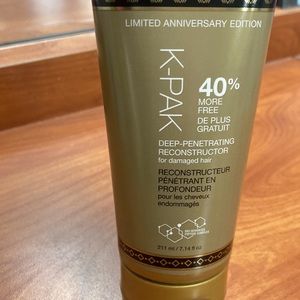 LIMITED ANNIVERSARY EDITION
K-PAK
40%
MORE
FREE
DE PLUS
GRATUIT
DEEP-PENETRATING
RECONSTRUCTOR
for damaged hair
RECONSTRUCTEUR
PÉNÉTRANT EN
PROFONDEUR
pour les cheveux
endommagés
211 ml / 7.14 fl oz